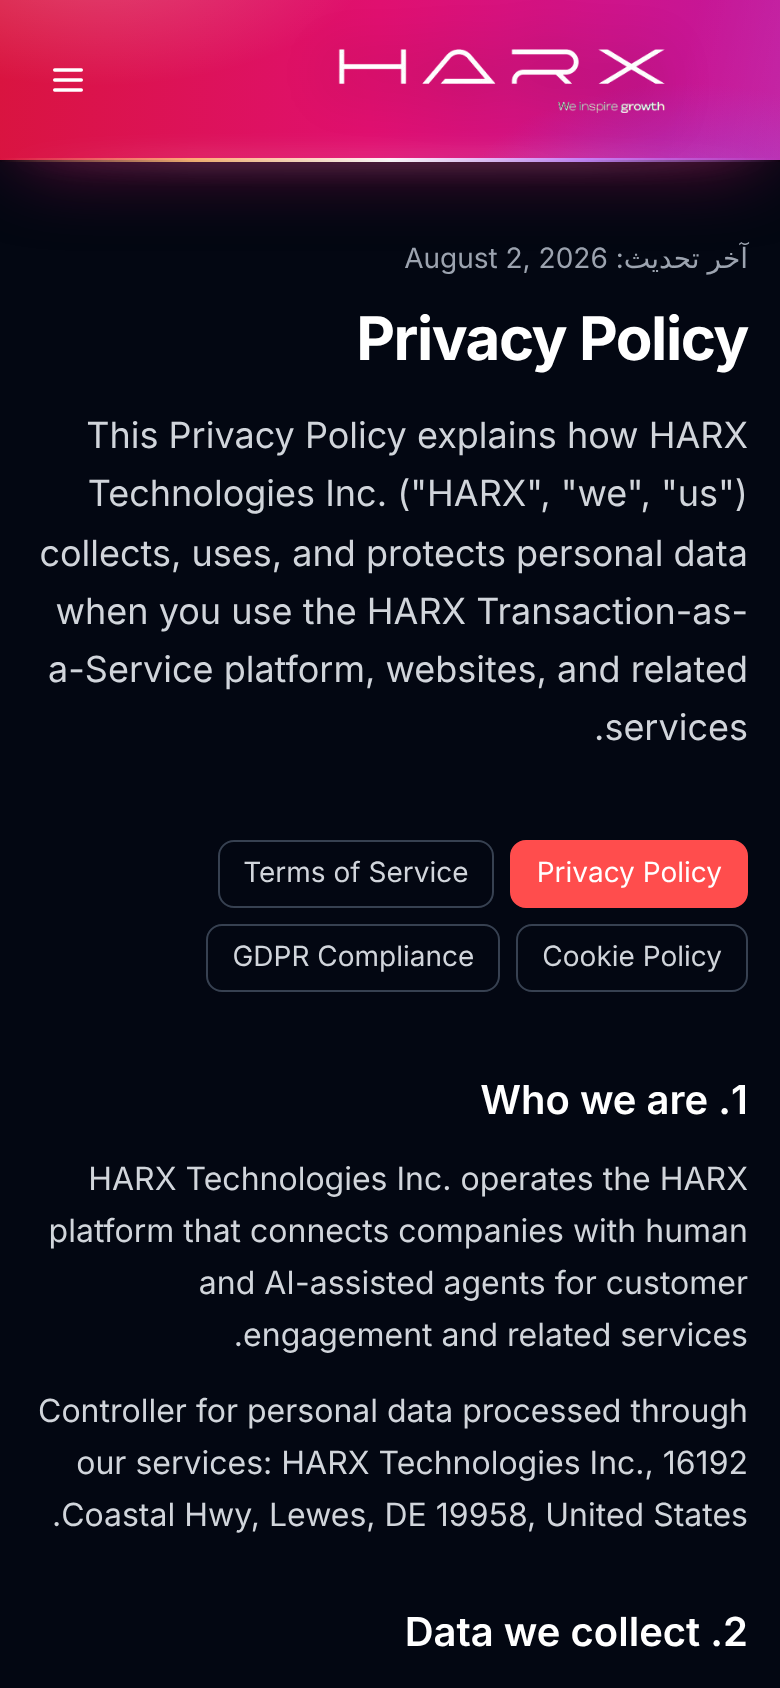 HARX
We inspire growth
آخر تحديث: August 2, 2026
Privacy Policy
This Privacy Policy explains how HARX
Technologies Inc. ("HARX", "we", "us")
collects, uses, and protects personal data
when you use the HARX Transaction-as-
a-Service platform, websites, and related
services.
Privacy Policy
Terms of Service
Cookie Policy
GDPR Compliance
1. Who we are
HARX Technologies Inc. operates the HARX
platform that connects companies with human
and AI-assisted agents for customer
engagement and related services.
Controller for personal data processed through
our services: HARX Technologies Inc., 16192
Coastal Hwy, Lewes, DE 19958, United States.
2. Data we collect